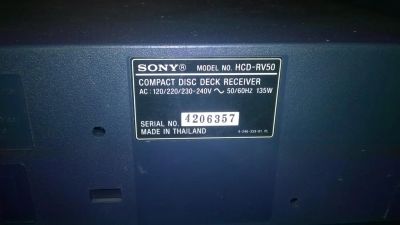 SONY® MODEL NO. HCD-RV50
COMPACT DISC DECK RECEIVER
AC : 120/220/230-240V ~ 50/60HZ 135W
SERIAL NO. 4206357
MADE IN THAILAND